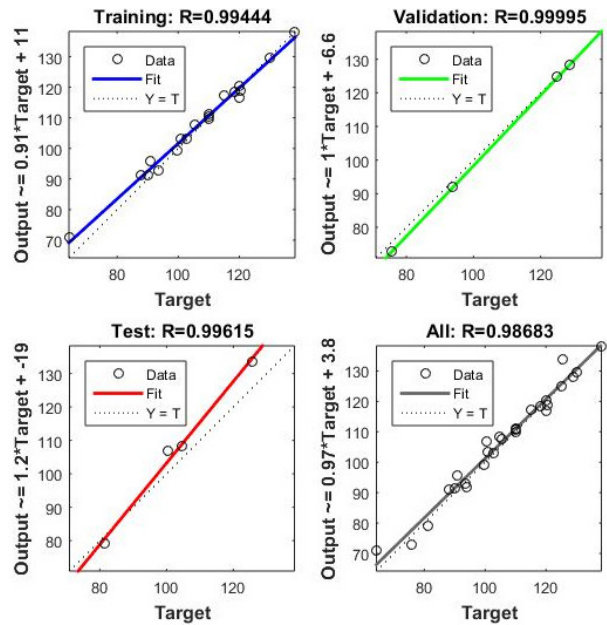 Training: R=0.99444
Output ~= 0.91*Target + 11
130
120
110
100
90
80
70
Data
Fit
Y = T
80
100
120
Target
Validation: R=0.99995
Output ~= 1*Target + -6.6
130
120
110
100
90
80
Data
Fit
Y = T
80
100
120
Target
Test: R=0.99615
Output ~= 1.2*Target + -19
130
120
110
100
90
80
Data
Fit
Y = T
80
100
120
Target
All: R=0.98683
Output ~= 0.97*Target + 3.8
130
120
110
100
90
80
70
Data
Fit
Y = T
80
100
120
Target